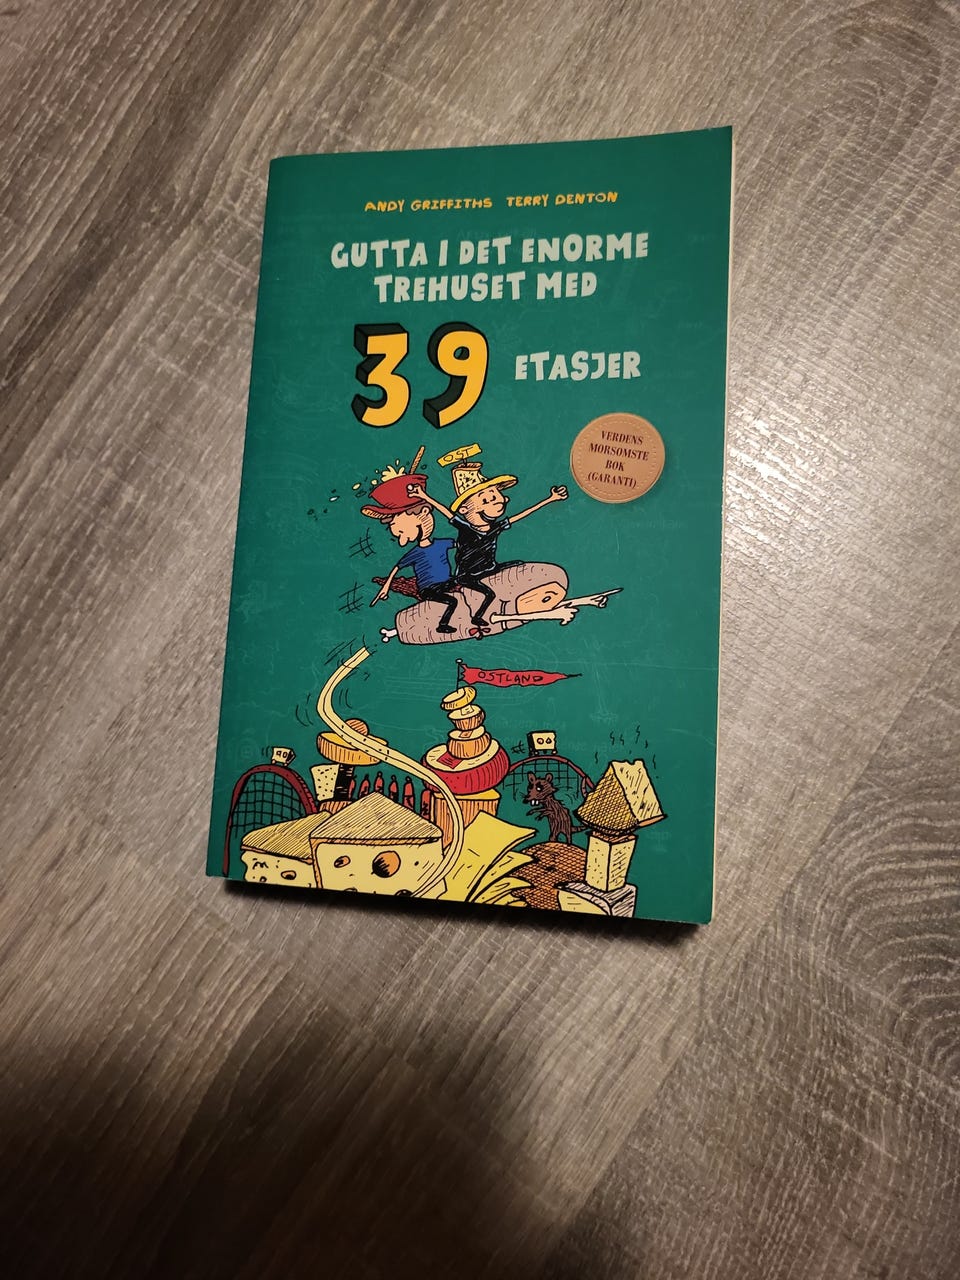 ANDY GRIFFITHS TERRY DENTON
GUTTA I DET ENORME
TREHUSET MED
39 ETASJER
VERDENS
MORSOMSTE
BOK
(GARANTI)
OST
OSTLAND